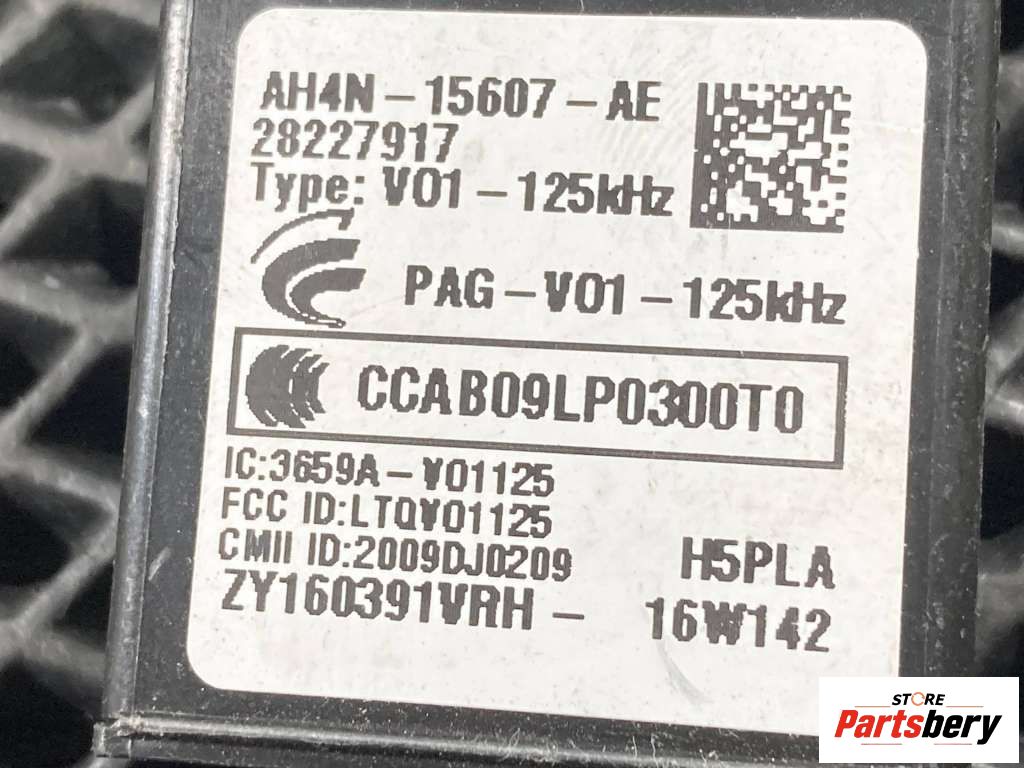 AH4N-15607-AE
28227917
Type: V01-125kHz
PAG-V01-125kHz
CCAB09LP0300T0
IC:3659A-V01125
FCC ID:LTQV01125
CMII ID:2009DJ0209
H5PLA
ZY160391VRH- 16W142
STORE
Partsbery